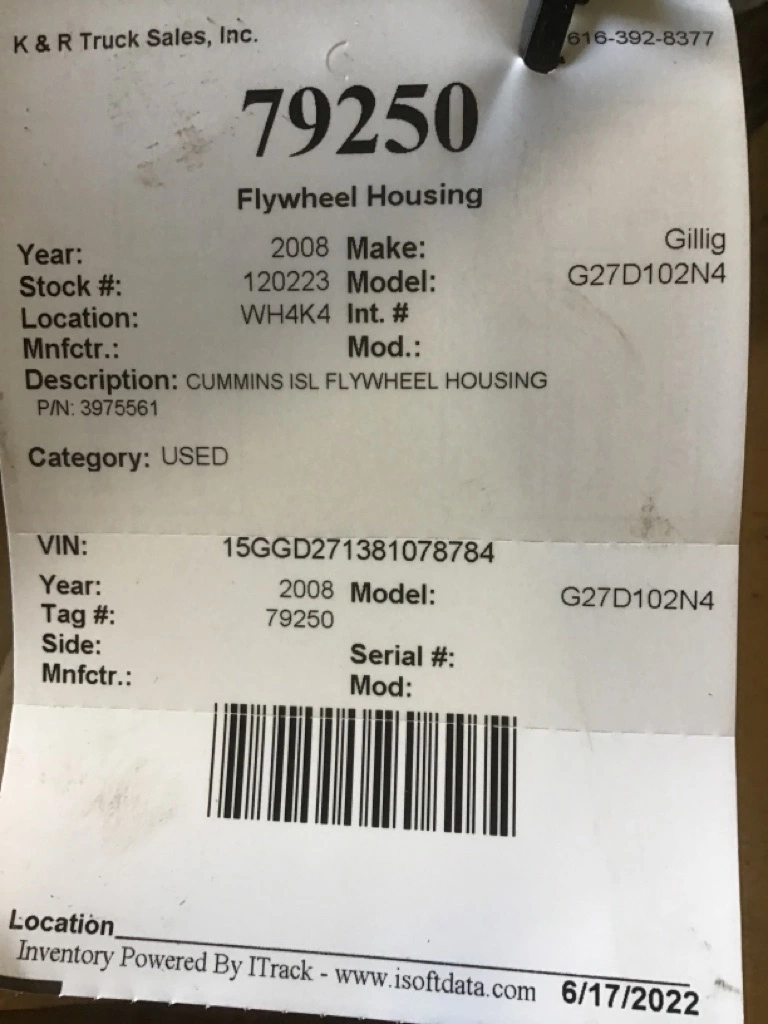 K & R Truck Sales, Inc. 616-392-8377
79250
Flywheel Housing
Year: 2008 Make: Gillig
Stock #: 120223 Model: G27D102N4
Location: WH4K4 Int. #
Mnfctr.: Mod.:
Description: CUMMINS ISL FLYWHEEL HOUSING
P/N: 3975561
Category: USED
VIN: 15GGD271381078784
Year: 2008 Model: G27D102N4
Tag #: 79250
Side: Serial #:
Mnfctr.: Mod:
Location
Inventory Powered By ITrack - www.isoftdata.com 6/17/2022